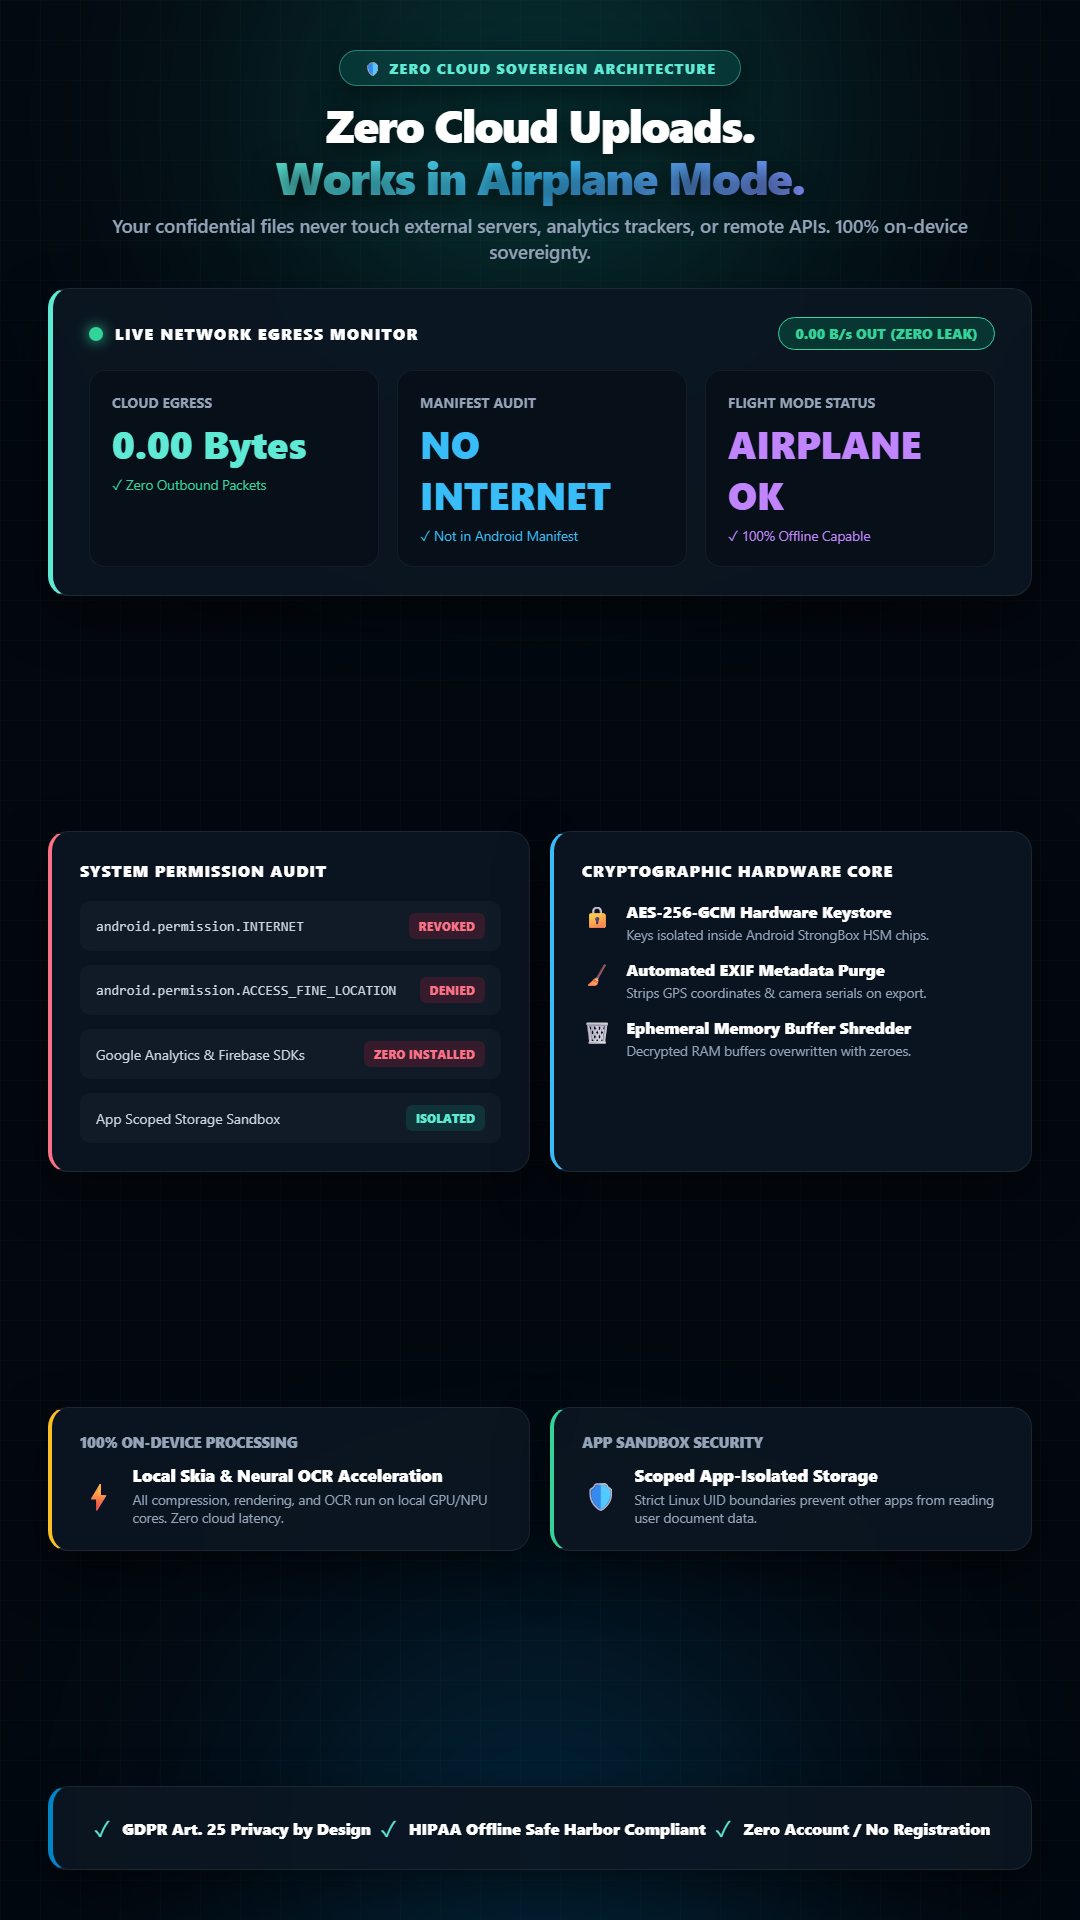 ZERO CLOUD SOVEREIGN ARCHITECTURE
Zero Cloud Uploads.
Works in Airplane Mode.
Your confidential files never touch external servers, analytics trackers, or remote APIs. 100% on-device
sovereignty.
LIVE NETWORK EGRESS MONITOR
0.00 B/s OUT (ZERO LEAK)
CLOUD EGRESS
0.00 Bytes
✓ Zero Outbound Packets
MANIFEST AUDIT
NO
INTERNET
✓ Not in Android Manifest
FLIGHT MODE STATUS
AIRPLANE
OK
✓ 100% Offline Capable
SYSTEM PERMISSION AUDIT
android.permission.INTERNET
REVOKED
android.permission.ACCESS_FINE_LOCATION
DENIED
Google Analytics & Firebase SDKs
ZERO INSTALLED
App Scoped Storage Sandbox
ISOLATED
CRYPTOGRAPHIC HARDWARE CORE
AES-256-GCM Hardware Keystore
Keys isolated inside Android StrongBox HSM chips.
Automated EXIF Metadata Purge
Strips GPS coordinates & camera serials on export.
Ephemeral Memory Buffer Shredder
Decrypted RAM buffers overwritten with zeroes.
100% ON-DEVICE PROCESSING
Local Skia & Neural OCR Acceleration
All compression, rendering, and OCR run on local GPU/NPU
cores. Zero cloud latency.
APP SANDBOX SECURITY
Scoped App-Isolated Storage
Strict Linux UID boundaries prevent other apps from reading
user document data.
✓ GDPR Art. 25 Privacy by Design
✓ HIPAA Offline Safe Harbor Compliant
✓ Zero Account / No Registration